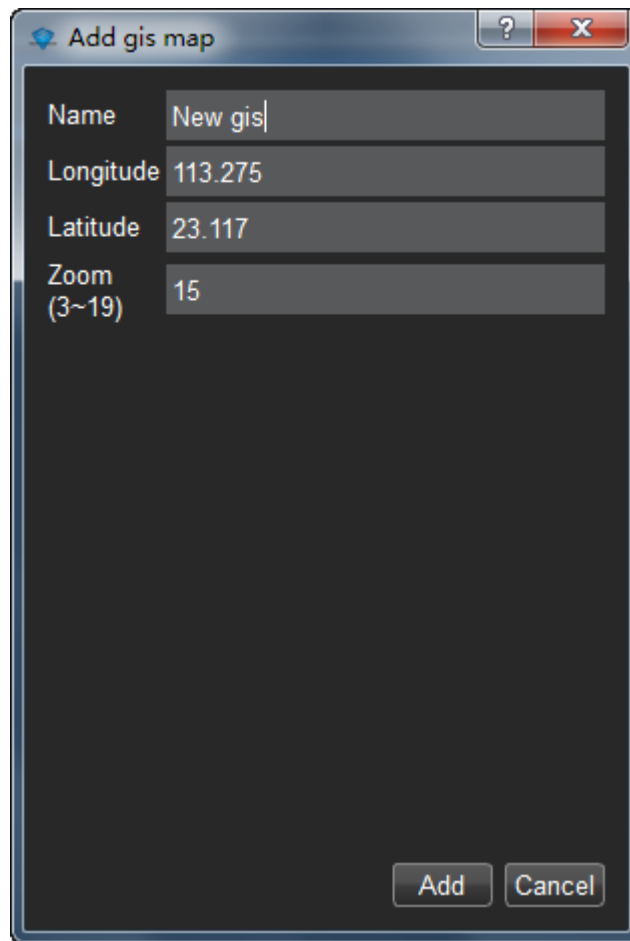 Add gis map
?
Name New gis
Longitude 113.275
Latitude 23.117
Zoom
(3~19) 15
Add Cancel